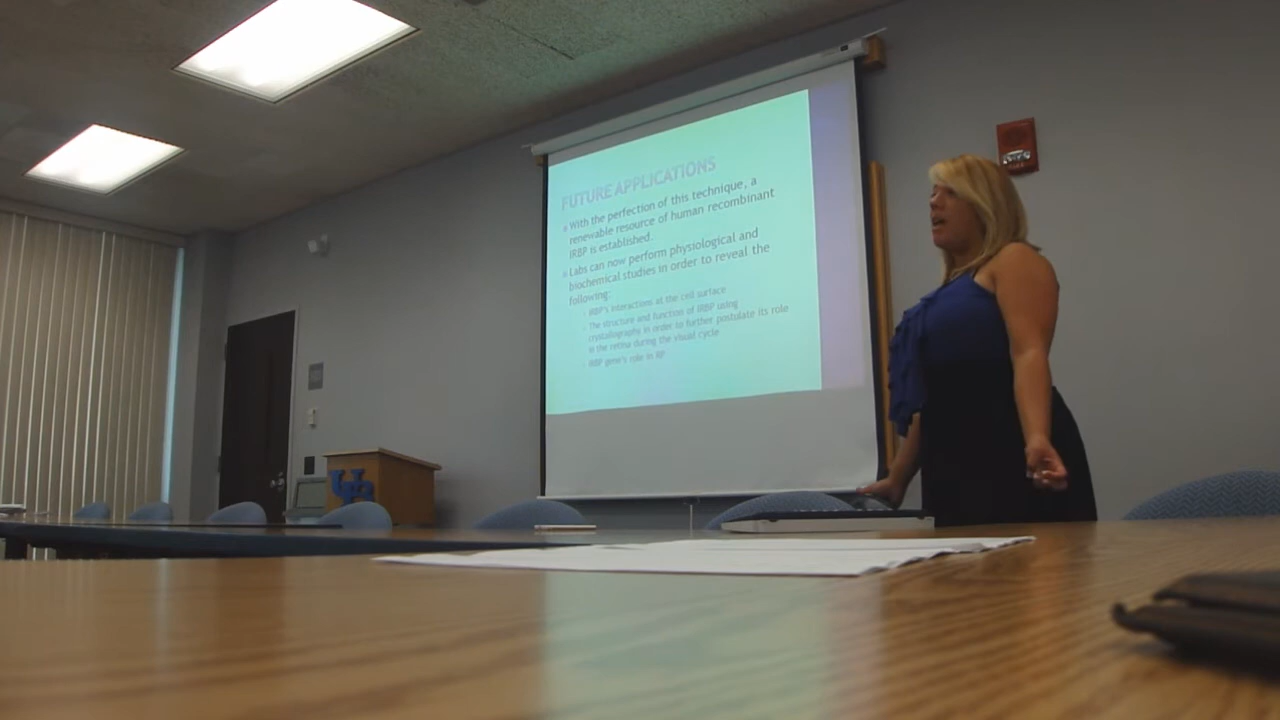 FUTURE APPLICATIONS
With the perfection of this technique, a
renewable resource of human recombinant
IRBP is established.
Labs can now perform physiological and
biochemical studies in order to reveal the
following:
IRBP's interactions at the cell surface
The structure and function of IRBP using
crystallography in order to further postulate its role
in the retina during the visual cycle
IRBP gene's role in RP
UK